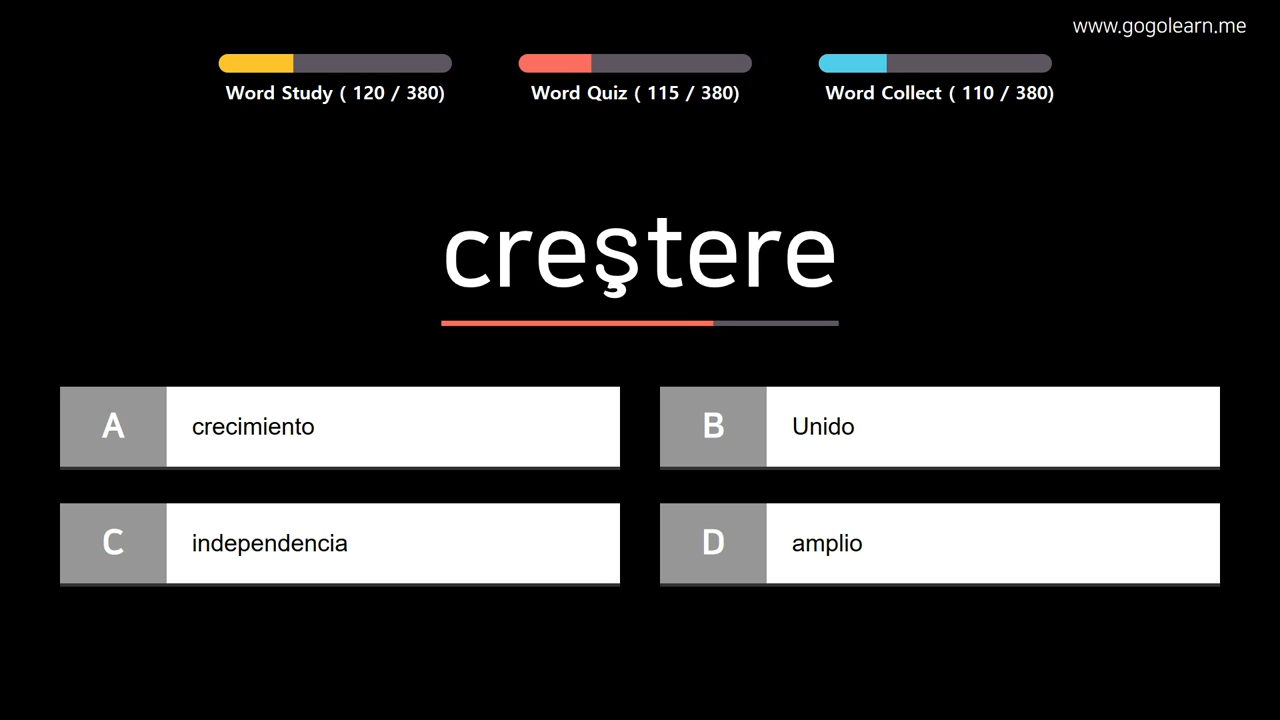 www.gogolearn.me
Word Study ( 120 / 380)
Word Quiz ( 115 / 380)
Word Collect ( 110 / 380)
creştere
A crecimiento
B Unido
C independencia
D amplio